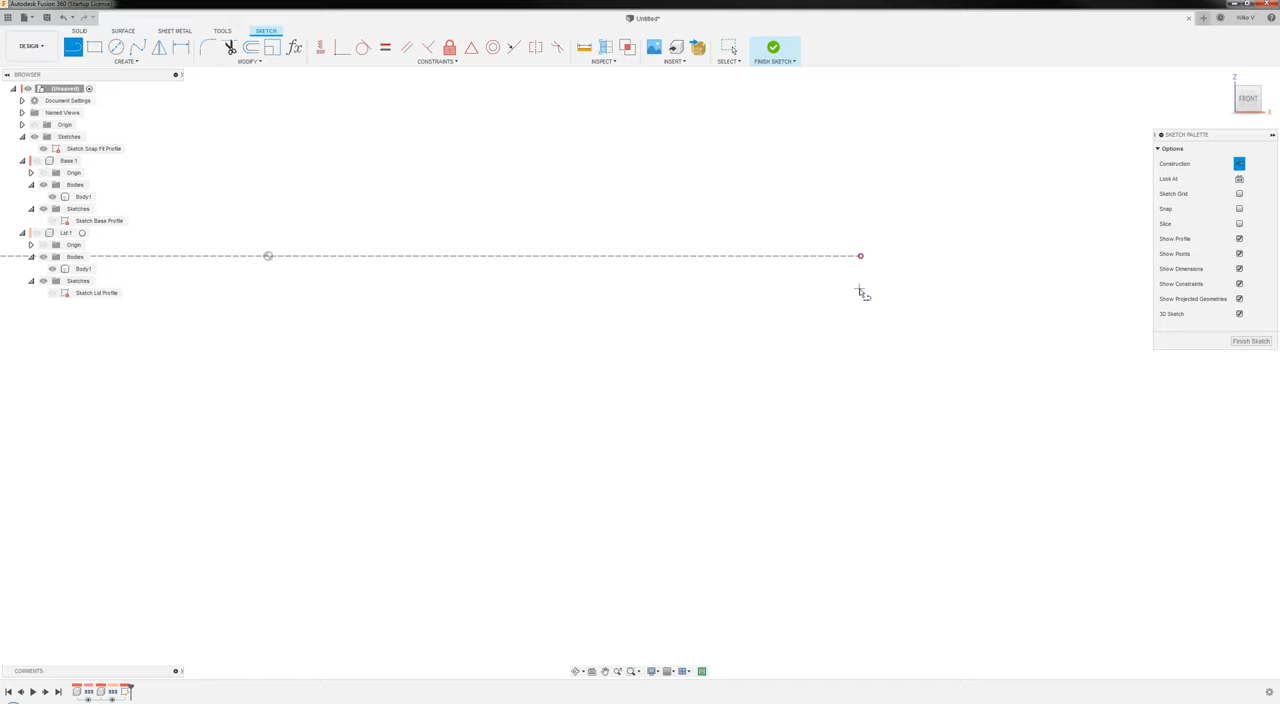 Autodesk Fusion 360 (Startup License)
Untitled*
Wilke V
DESIGN
SOLID
SURFACE
SHEET METAL
TOOLS
SKETCH
CREATE
MODIFY
CONSTRAINTS
INSPECT
INSERT
SELECT
FINISH SKETCH
BROWSER
(Unsaved)
Document Settings
Named Views
Origin
Sketches
Sketch Snap Fit Profile
Base:1
Origin
Bodies
Body1
Sketches
Sketch Base Profile
Lid:1
Origin
Bodies
Body1
Sketches
Sketch Lid Profile
Z
FRONT
X
SKETCH PALETTE
Options
Construction
Look At
Sketch Grid
Snap
Slice
Show Profile
Show Points
Show Dimensions
Show Constraints
Show Projected Geometries
3D Sketch
Finish Sketch
COMMENTS